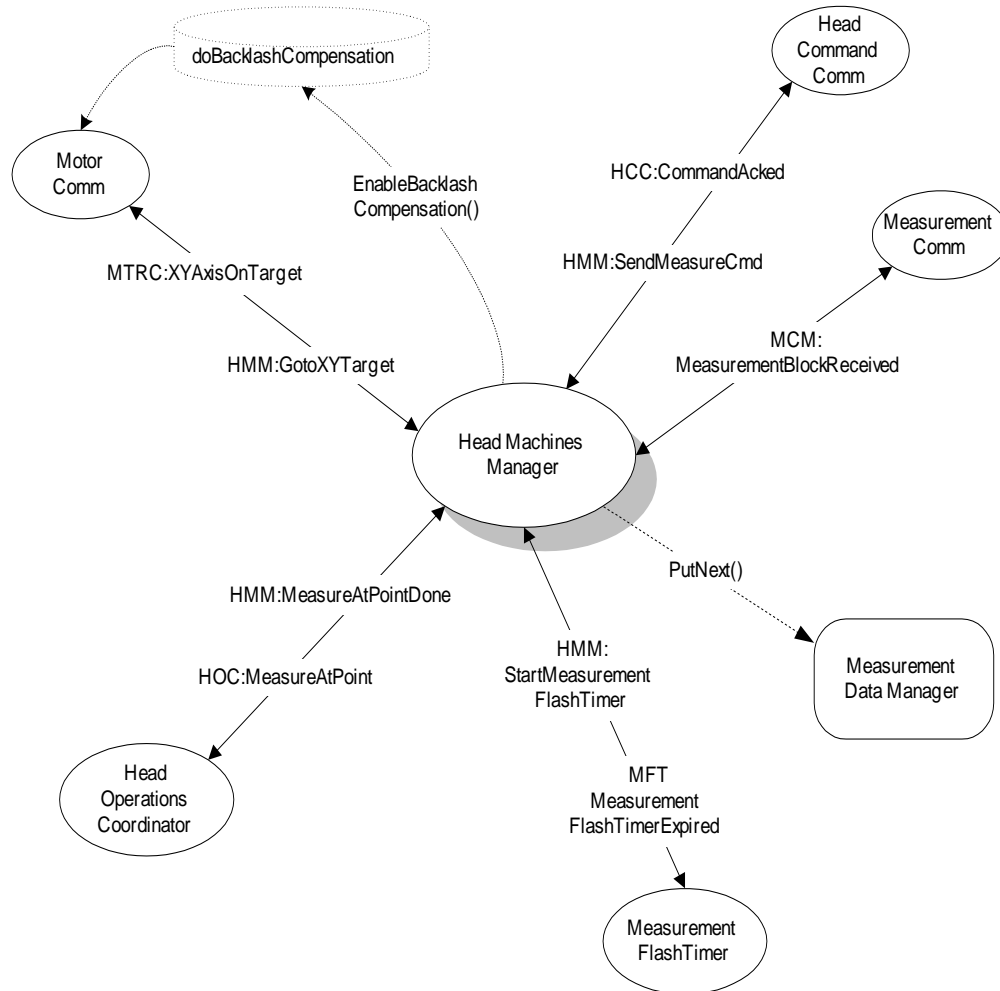 doBacklashCompensation
Head
Command
Comm
Motor
Comm
EnableBacklash
Compensation()
HCC:CommandAcked
Measurement
Comm
MTRC:XYAxisOnTarget
HMM:SendMeasureCmd
HMM:GotoXYTarget
MCM:
MeasurementBlockReceived
Head Machines
Manager
PutNext()
HMM:MeasureAtPointDone
HOC:MeasureAtPoint
HMM:
StartMeasurement
FlashTimer
Measurement
Data Manager
Head
Operations
Coordinator
MFT
Measurement
FlashTimerExpired
Measurement
FlashTimer